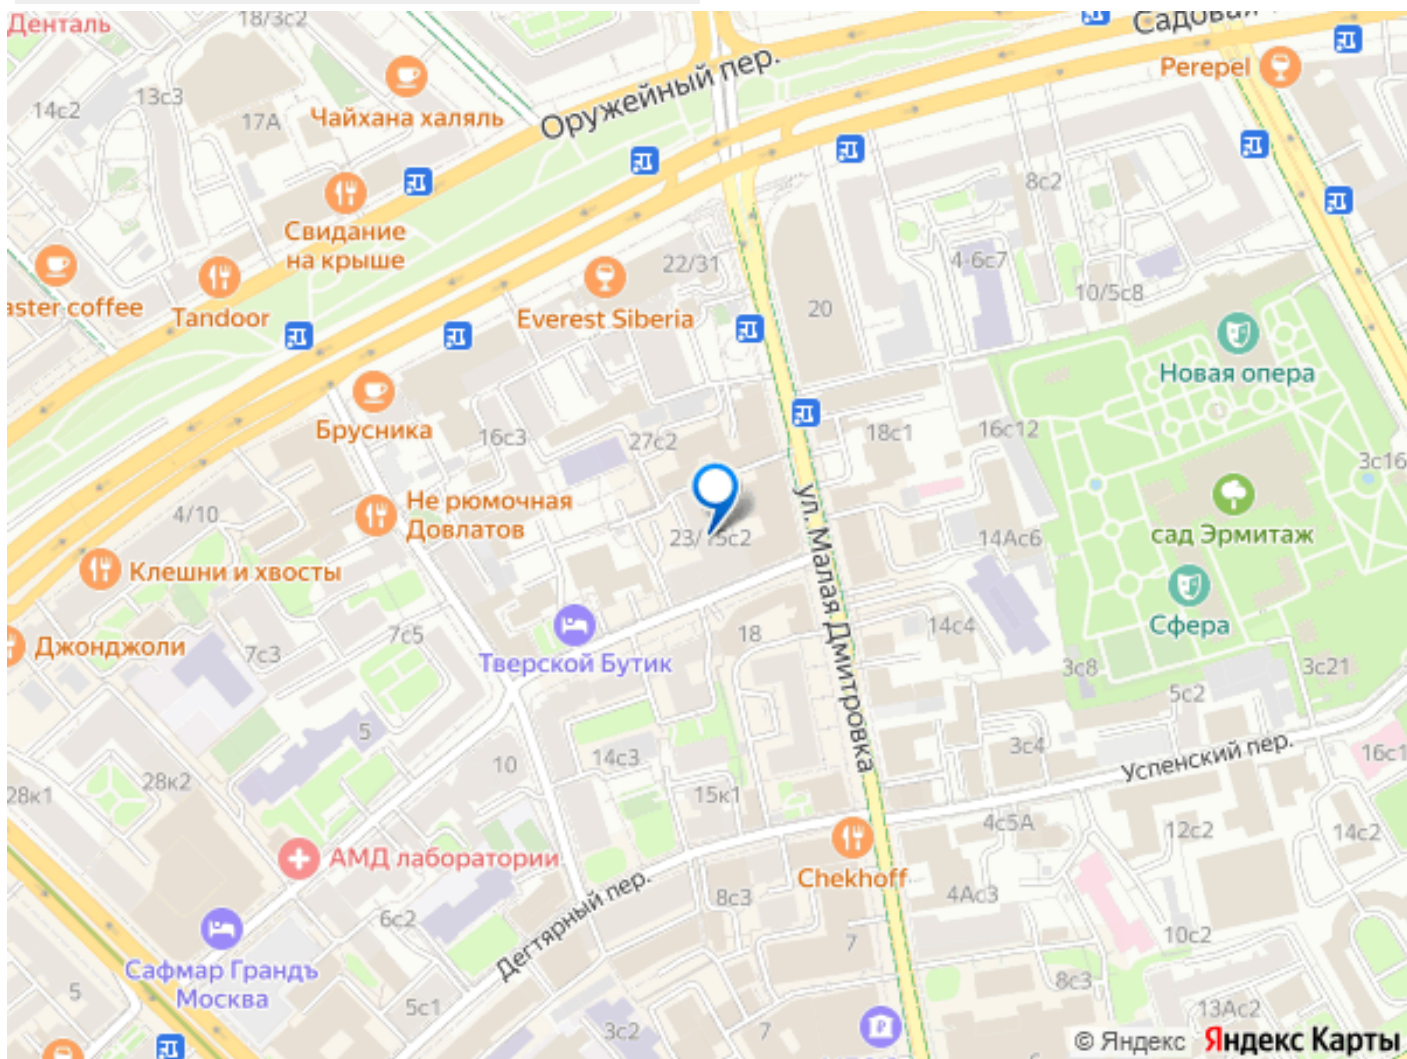 Денталь
18/3с2
Садовая
Perepel
14с2
13с3
17А
Чайхана халяль
Оружейный пер.
8с2
Свидание
на крыше
22/31
4-6с7
10/5с8
aster coffee
Tandoor
Everest Siberia
20
Новая опера
Брусника
16с3
27с2
18с1
16с12
3с16
4/10
Не рюмочная
Довлатов
23/15с2
ул. Малая Дмитровка
14Ас6
сад Эрмитаж
Клешни и хвосты
Сфера
Джонджоли
7с3
7с5
Тверской Бутик
18
14с4
3с8
5с2
3с21
5
10
14с3
3с4
Успенский пер.
16с1
28к1
28к2
15к1
4с5А
12с2
14с2
АМД лаборатории
Chekhoff
8с3
4Ас3
6с2
Дегтярный пер.
7
10с2
Сафмар Грандъ
Москва
5
5с1
8с3
3с2
7
13Ас2
© Яндекс Яндекс Карты